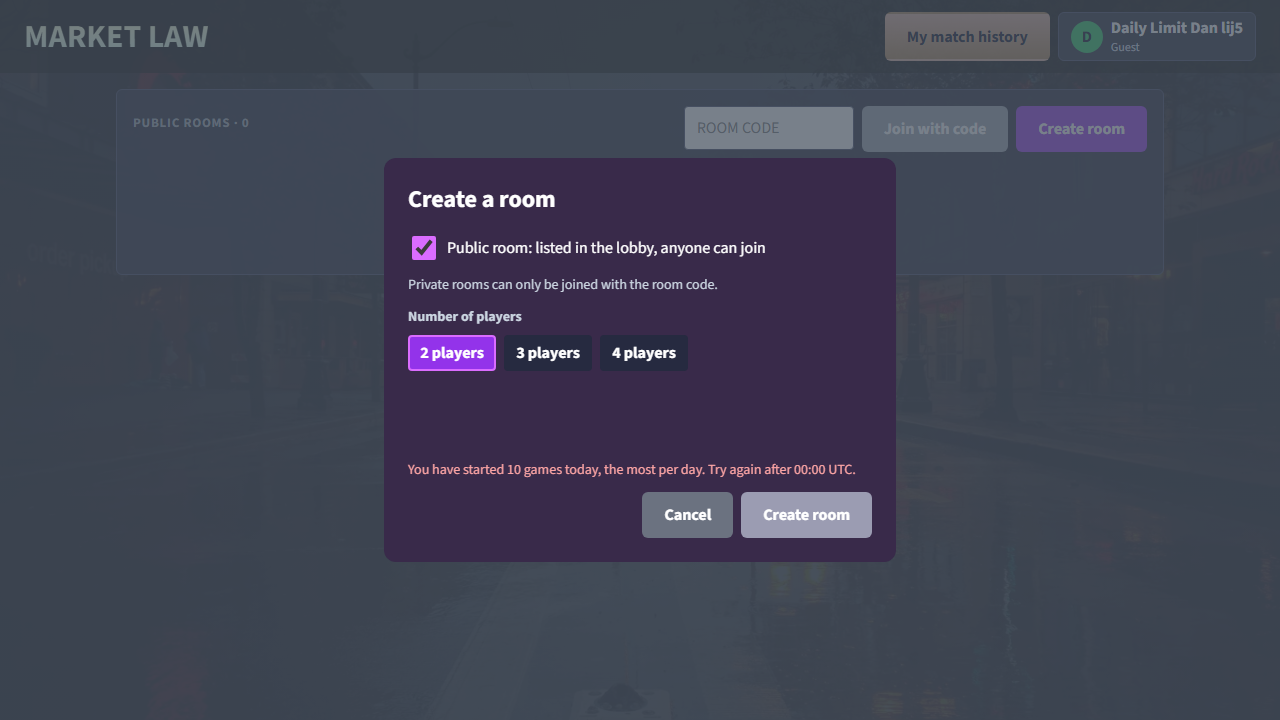 MARKET LAW
My match history
D
Daily Limit Dan lij5
Guest
PUBLIC ROOMS · 0
ROOM CODE
Join with code
Create room
Create a room
Public room: listed in the lobby, anyone can join
Private rooms can only be joined with the room code.
Number of players
2 players
3 players
4 players
You have started 10 games today, the most per day. Try again after 00:00 UTC.
Cancel
Create room